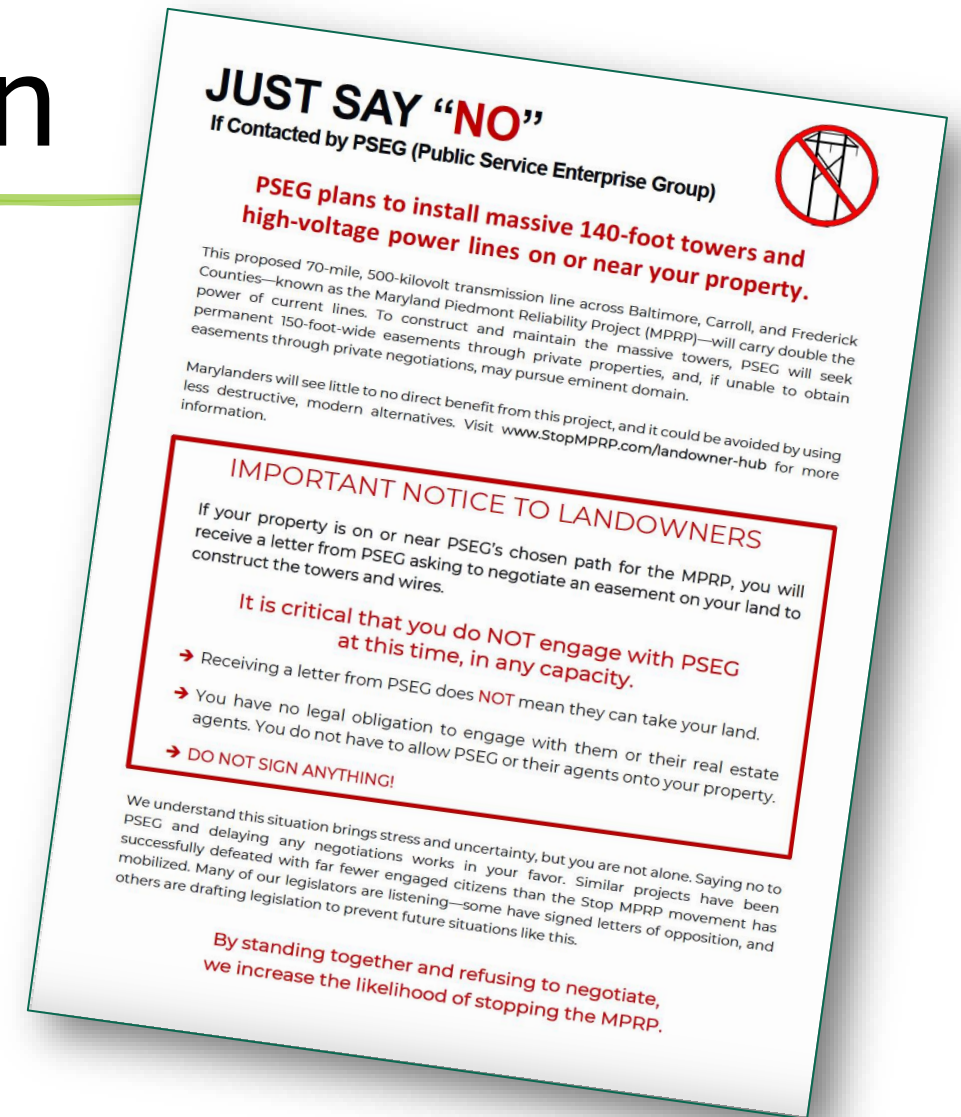 n
JUST SAY “NO”
If Contacted by PSEG (Public Service Enterprise Group)
PSEG plans to install massive 140-foot towers and
high-voltage power lines on or near your property.
This proposed 70-mile, 500-kilovolt transmission line across Baltimore, Carroll, and Frederick
Counties—known as the Maryland Piedmont Reliability Project (MPRP)—will carry double the
power of current lines. To construct and maintain the massive towers, PSEG will seek
permanent 150-foot-wide easements through private properties, and, if unable to obtain
easements through private negotiations, may pursue eminent domain.
Marylanders will see little to no direct benefit from this project, and it could be avoided by using
less destructive, modern alternatives. Visit www.StopMPRP.com/landowner-hub for more
information.
IMPORTANT NOTICE TO LANDOWNERS
If your property is on or near PSEG’s chosen path for the MPRP, you will
receive a letter from PSEG asking to negotiate an easement on your land to
construct the towers and wires.
It is critical that you do NOT engage with PSEG
at this time, in any capacity.
➔ Receiving a letter from PSEG does NOT mean they can take your land.
➔ You have no legal obligation to engage with them or their real estate
agents. You do not have to allow PSEG or their agents onto your property.
➔ DO NOT SIGN ANYTHING!
We understand this situation brings stress and uncertainty, but you are not alone. Saying no to
PSEG and delaying any negotiations works in your favor. Similar projects have been
successfully defeated with far fewer engaged citizens than the Stop MPRP movement has
mobilized. Many of our legislators are listening—some have signed letters of opposition, and
others are drafting legislation to prevent future situations like this.
By standing together and refusing to negotiate,
we increase the likelihood of stopping the MPRP.